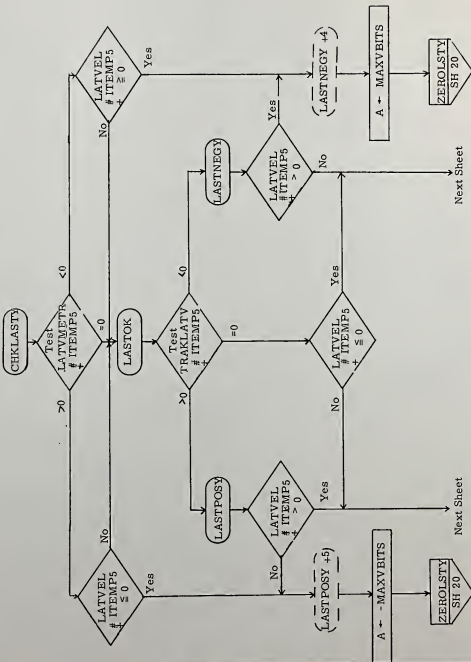 CHKLASTY
Test
LATVMETR
# ITEMP5
>0
<0
=0
LATVEL
# ITEMP5
+ ≤ 0
No
Yes
LATVEL
# ITEMP5
+ ≥ 0
No
Yes
LASTOK
Test
TRAKLATV
# ITEMP5
>0
<0
=0
LASTPOSY
LATVEL
# ITEMP5
+ > 0
No
Yes
LASTNEGY
LATVEL
# ITEMP5
+ > 0
Yes
No
LATVEL
# ITEMP5
+ ≤ 0
No
Yes
(LASTPOSY +5)
A ← -MAXVBITS
ZEROLSTY
SH 20
Next Sheet
Next Sheet
(LASTNEGY +4)
A ← MAXVBITS
ZEROLSTY
SH 20